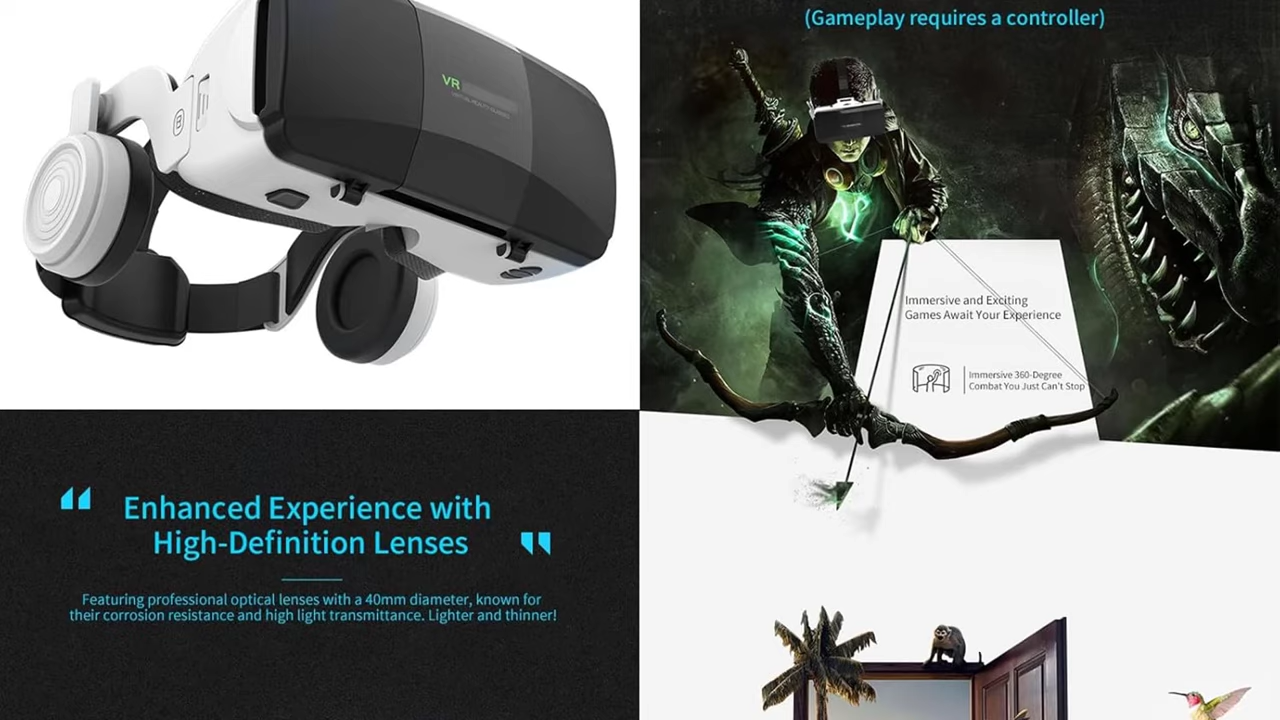 VR
(Gameplay requires a controller)
Immersive and Exciting
Games Await Your Experience
Immersive 360-Degree
Combat You Just Can't Stop
“ Enhanced Experience with
High-Definition Lenses ”
Featuring professional optical lenses with a 40mm diameter, known for
their corrosion resistance and high light transmittance. Lighter and thinner!